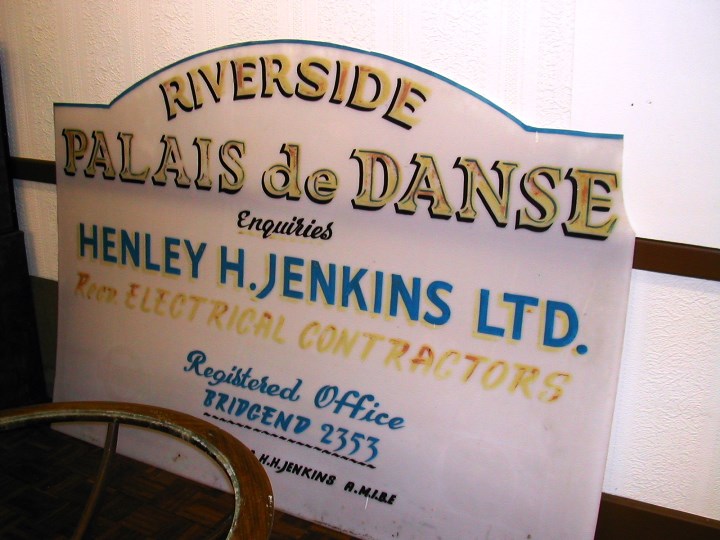 RIVERSIDE
PALAIS de DANSE
Enquiries
HENLEY H. JENKINS LTD.
ELECTRICAL CONTRACTORS
Registered Office
BRIDGEND 2353
H.H. JENKINS A.M.I.B.E